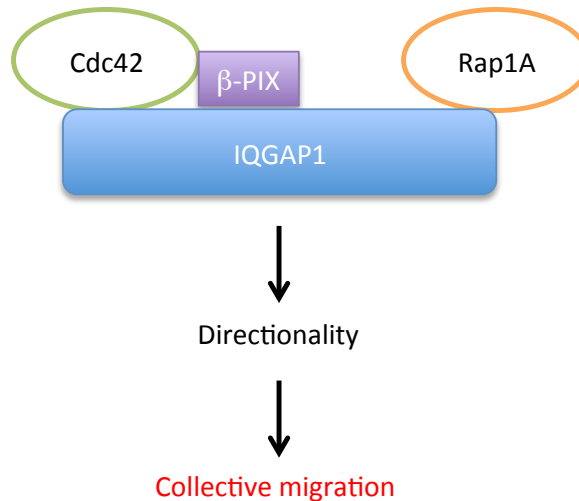 Cdc42
β-PIX
Rap1A
IQGAP1
Directionality
Collective migration